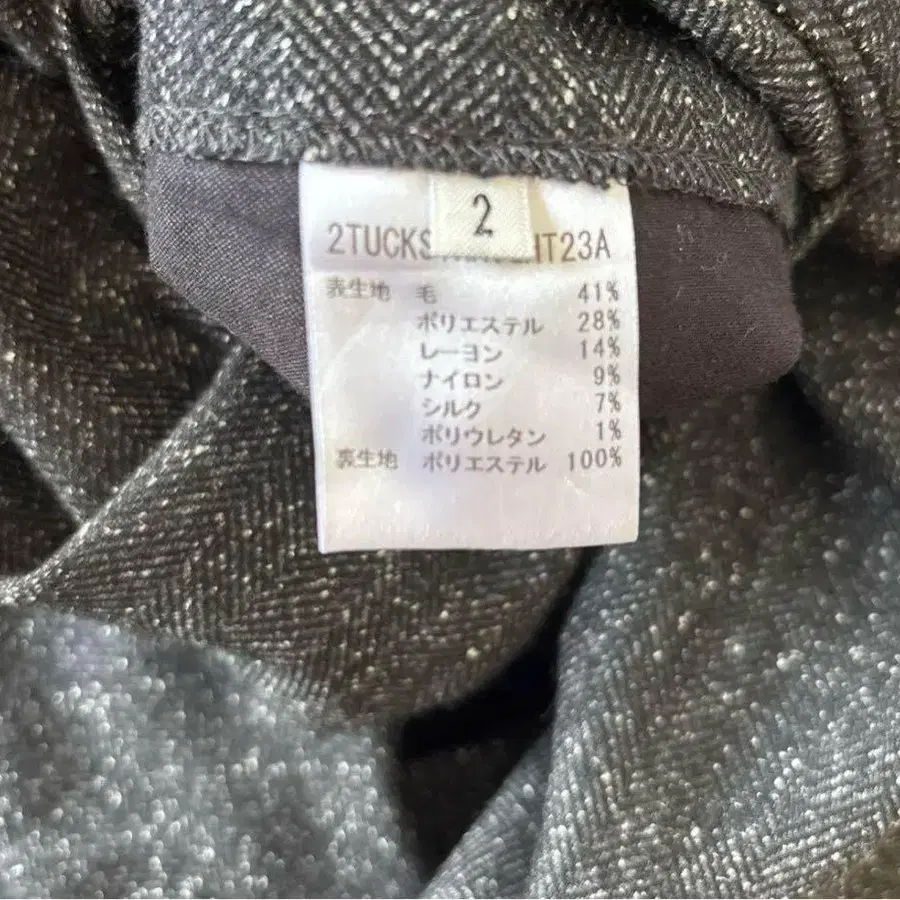 2
2TUCKS IT23A
表生地 毛 41%
ポリエステル 28%
レーヨン 14%
ナイロン 9%
シルク 7%
ポリウレタン 1%
裏生地 ポリエステル 100%